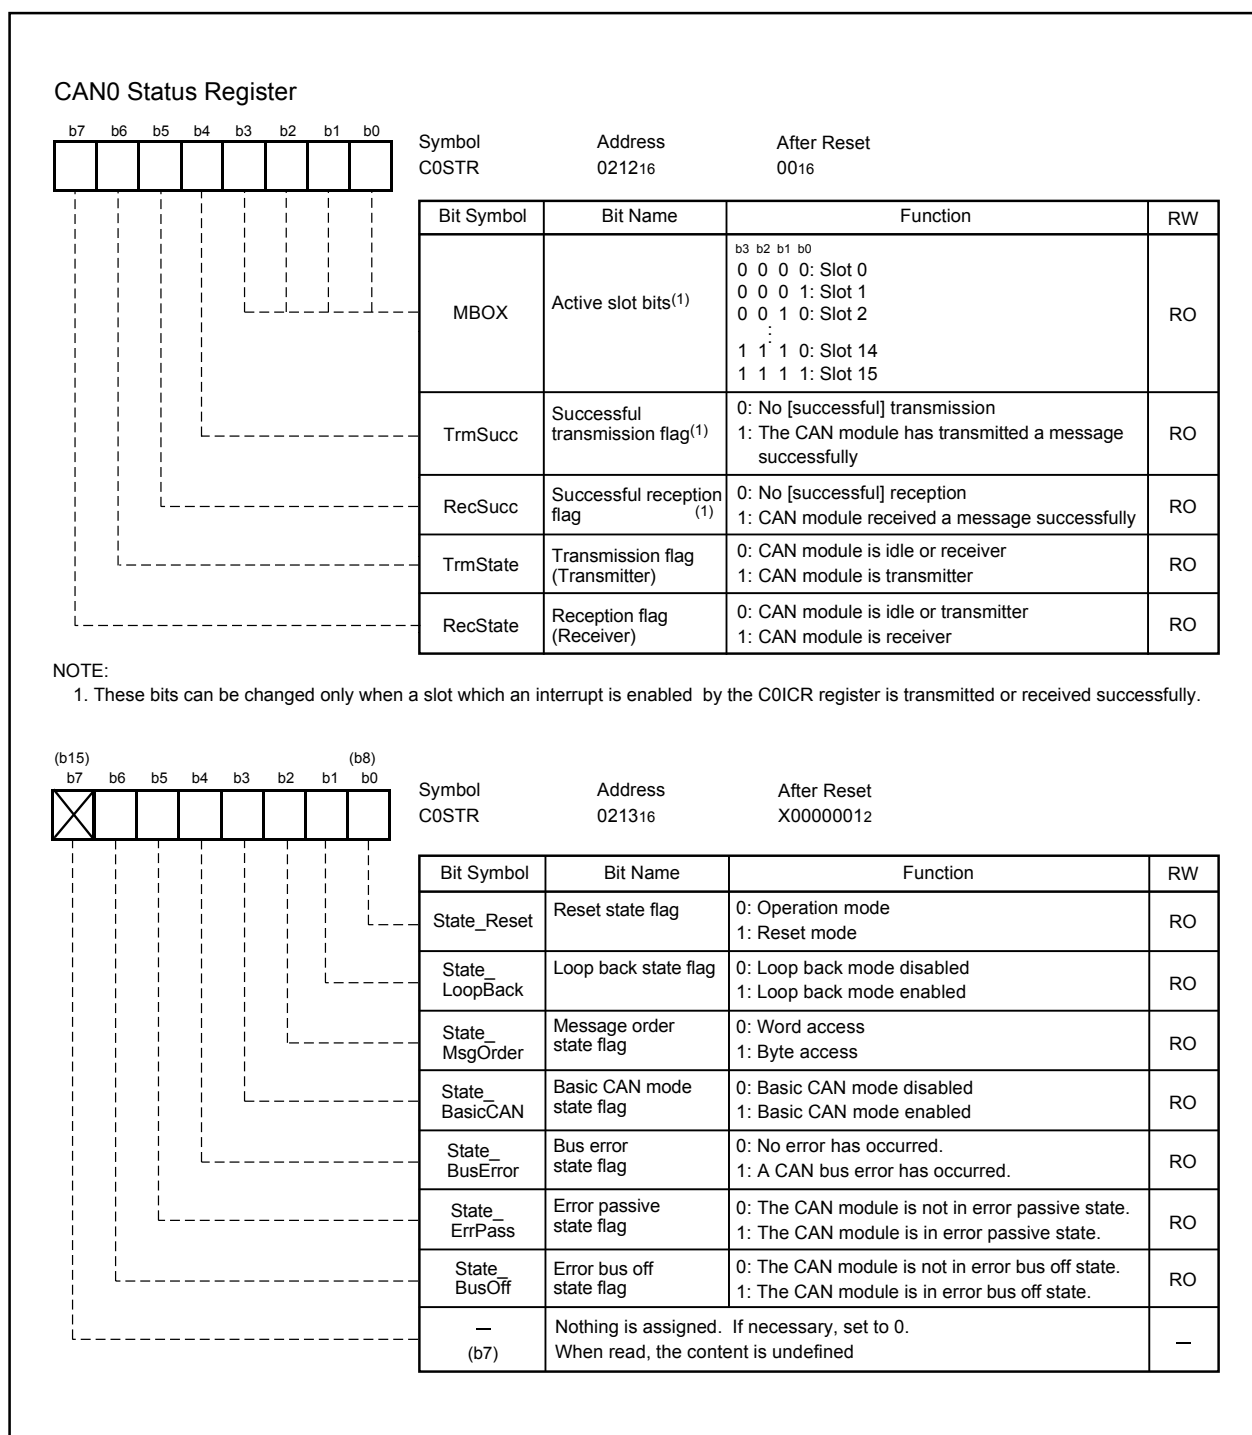 CAN0 Status Register
b7 b6 b5 b4 b3 b2 b1 b0
Symbol Address After Reset
C0STR 021216 0016
Bit Symbol Bit Name Function RW
MBOX Active slot bits(1) RO
b3 b2 b1 b0
0 0 0 0: Slot 0
0 0 0 1: Slot 1
0 0 1 0: Slot 2
:
1 1 1 0: Slot 14
1 1 1 1: Slot 15
TrmSucc
Successful
transmission flag(1)
0: No [successful] transmission
1: The CAN module has transmitted a message
successfully
RO
RecSucc
Successful reception
flag (1)
0: No [successful] reception
1: CAN module received a message successfully
RO
TrmState
Transmission flag
(Transmitter)
0: CAN module is idle or receiver
1: CAN module is transmitter
RO
RecState
Reception flag
(Receiver)
0: CAN module is idle or transmitter
1: CAN module is receiver
RO
NOTE:
1. These bits can be changed only when a slot which an interrupt is enabled by the C0ICR register is transmitted or received successfully.
(b15) (b8)
b7 b6 b5 b4 b3 b2 b1 b0
Symbol Address After Reset
C0STR 021316 X00000012
Bit Symbol Bit Name Function RW
State_Reset
Reset state flag
0: Operation mode
1: Reset mode
RO
State_
LoopBack
Loop back state flag
0: Loop back mode disabled
1: Loop back mode enabled
RO
State_
MsgOrder
Message order
state flag
0: Word access
1: Byte access
RO
State_
BasicCAN
Basic CAN mode
state flag
0: Basic CAN mode disabled
1: Basic CAN mode enabled
RO
State_
BusError
Bus error
state flag
0: No error has occurred.
1: A CAN bus error has occurred.
RO
State_
ErrPass
Error passive
state flag
0: The CAN module is not in error passive state.
1: The CAN module is in error passive state.
RO
State_
BusOff
Error bus off
state flag
0: The CAN module is not in error bus off state.
1: The CAN module is in error bus off state.
RO
—
(b7)
Nothing is assigned. If necessary, set to 0.
When read, the content is undefined
—